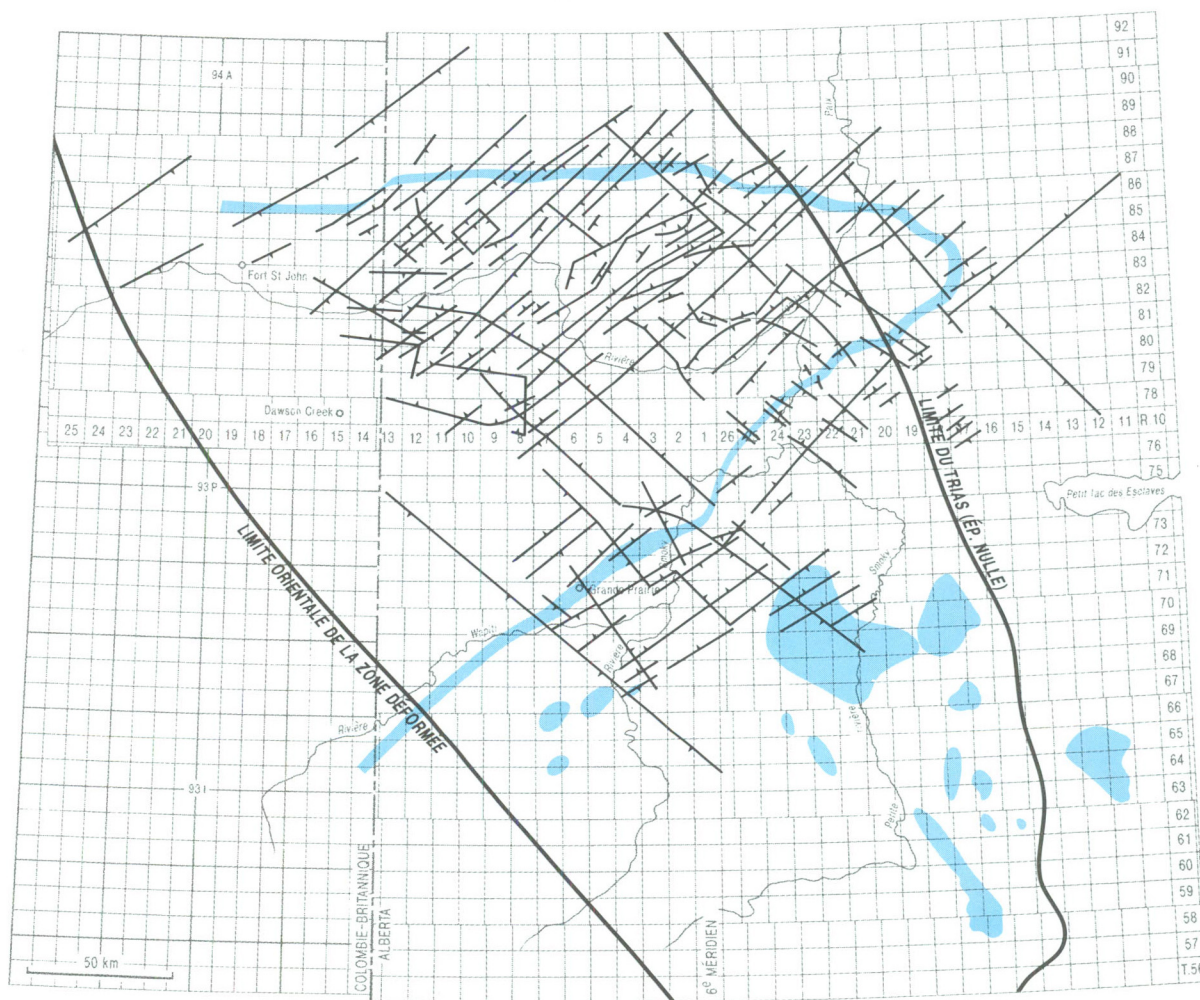 92
91
90
89
88
87
86
85
84
83
82
81
80
79
78
94 A
Paix
Fort St John
Rivière
Dawson Creek
25 24 23 22 21 20 19 18 17 16 15 14 13 12 11 10 9 8 7 6 5 4 3 2 1 26 24 23 22 21 20 19 17 16 15 14 13 12 11 R 10
76
75
73
72
71
70
69
68
67
66
65
64
63
62
61
60
59
58
57
T.56
93 P
Petit lac des Esclaves
LIMITE DU TRIAS (ÉP. NULLE)
LIMITE ORIENTALE DE LA ZONE DÉFORMÉE
Smoky
Smoky
Grande Prairie
Wapiti
Rivière
Rivière
Rivière
Petite
93 I
COLOMBIE-BRITANNIQUE
ALBERTA
6e MÉRIDIEN
50 km